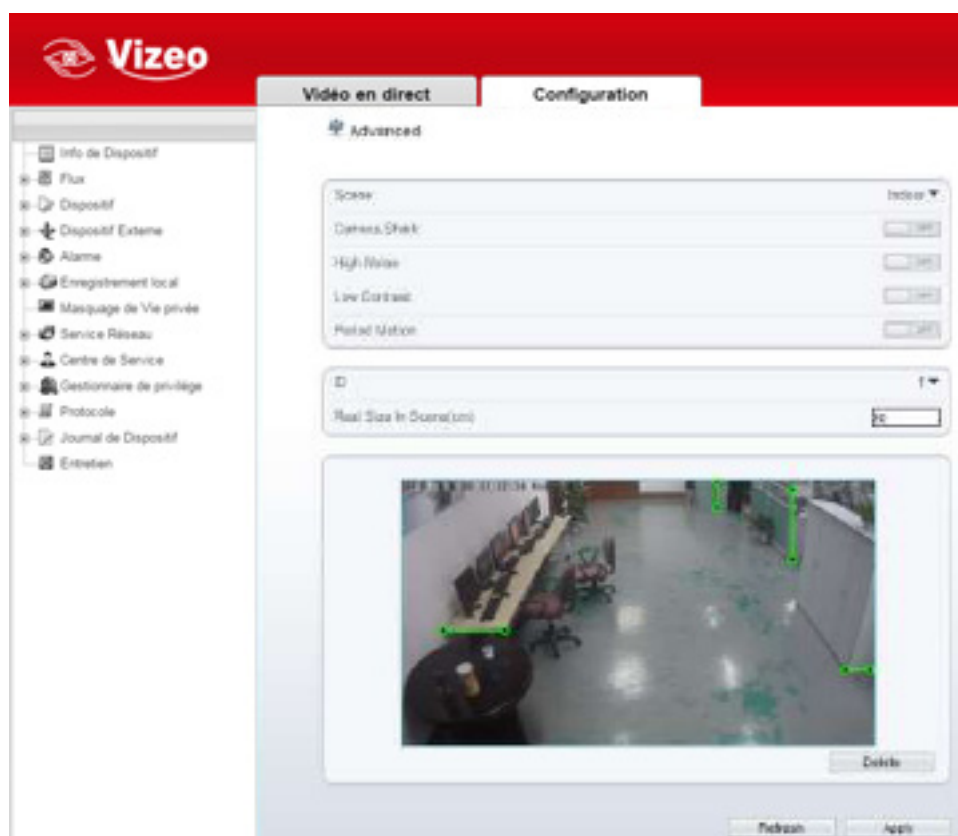 Vizeo
Vidéo en direct
Configuration
Advanced
Info de Dispositif
Flux
Dispositif
Dispositif Externe
Alarme
Enregistrement local
Masquage de Vie privée
Service Réseau
Centre de Service
Gestionnaire de privilège
Protocole
Journal de Dispositif
Entretien
Scene
Indoor
Camera Shake
OFF
High Noise
OFF
Low Contrast
OFF
Period Motion
OFF
ID
1
Real Size In Scene(cm)
Delete
Refresh
Apply